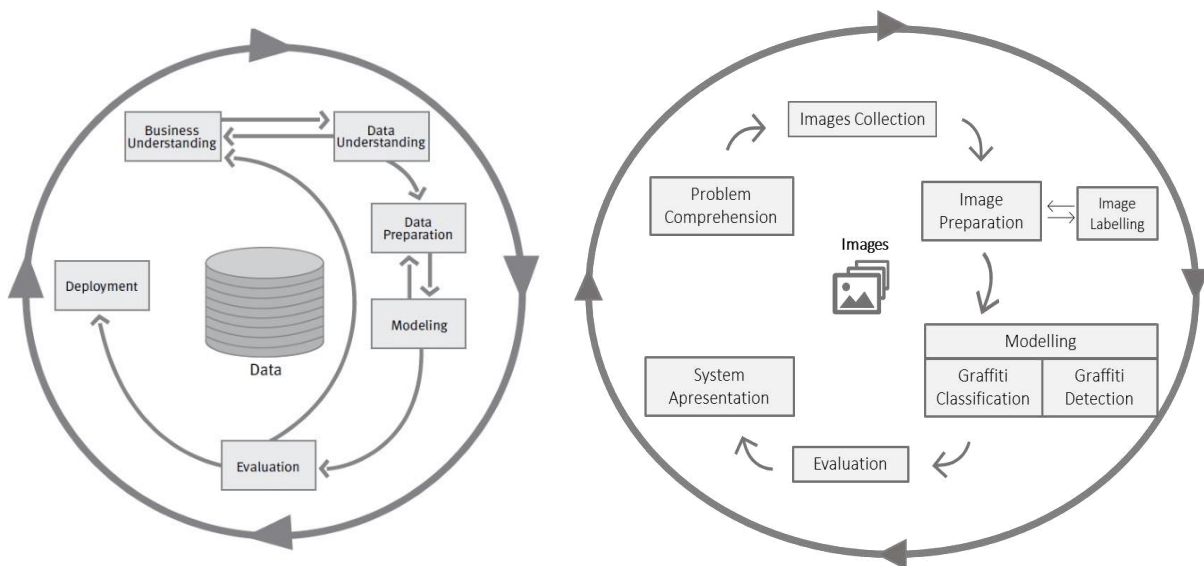 Business
Understanding
Data
Understanding
Data
Preparation
Modeling
Evaluation
Deployment
Data
Images Collection
Problem
Comprehension
Image
Preparation
Image
Labelling
Images
Modelling
Graffiti
Classification
Graffiti
Detection
Evaluation
System
Apresentation